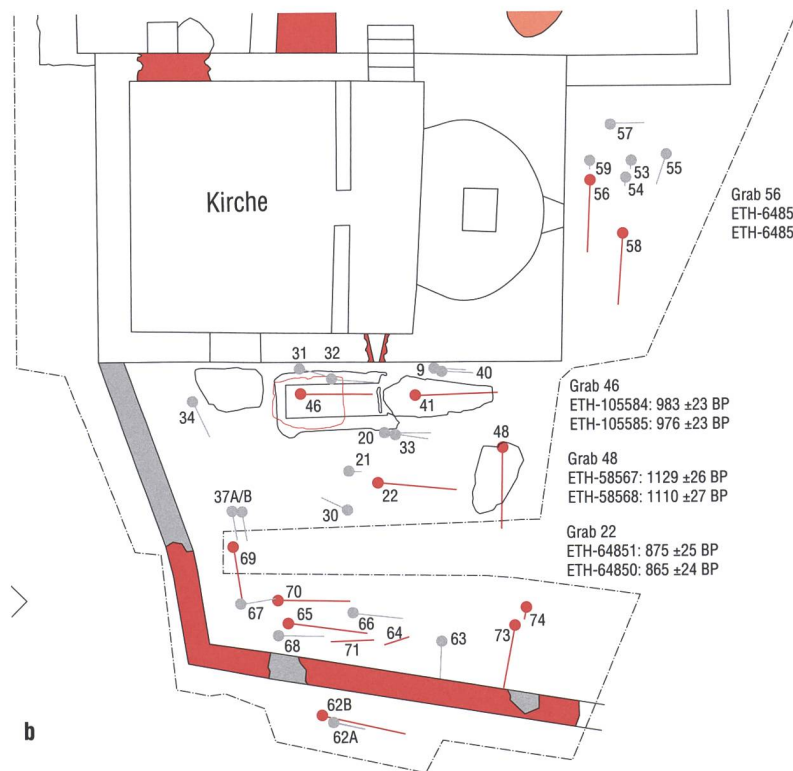 57
59
53
55
56
54
58
Kirche
Grab 56
ETH-6485
ETH-6485
31
32
9
40
46
41
34
20
33
48
21
22
30
37A/B
69
Grab 46
ETH-105584: 983 ±23 BP
ETH-105585: 976 ±23 BP
Grab 48
ETH-58567: 1129 ±26 BP
ETH-58568: 1110 ±27 BP
Grab 22
ETH-64851: 875 ±25 BP
ETH-64850: 865 ±24 BP
70
67
65
66
74
68
71
64
63
73
62B
62A
b